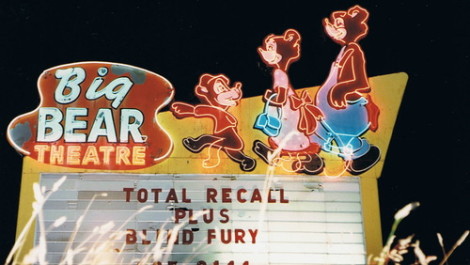 Big
BEAR
THEATRE
TOTAL RECALL
PLUS
BLIND FURY